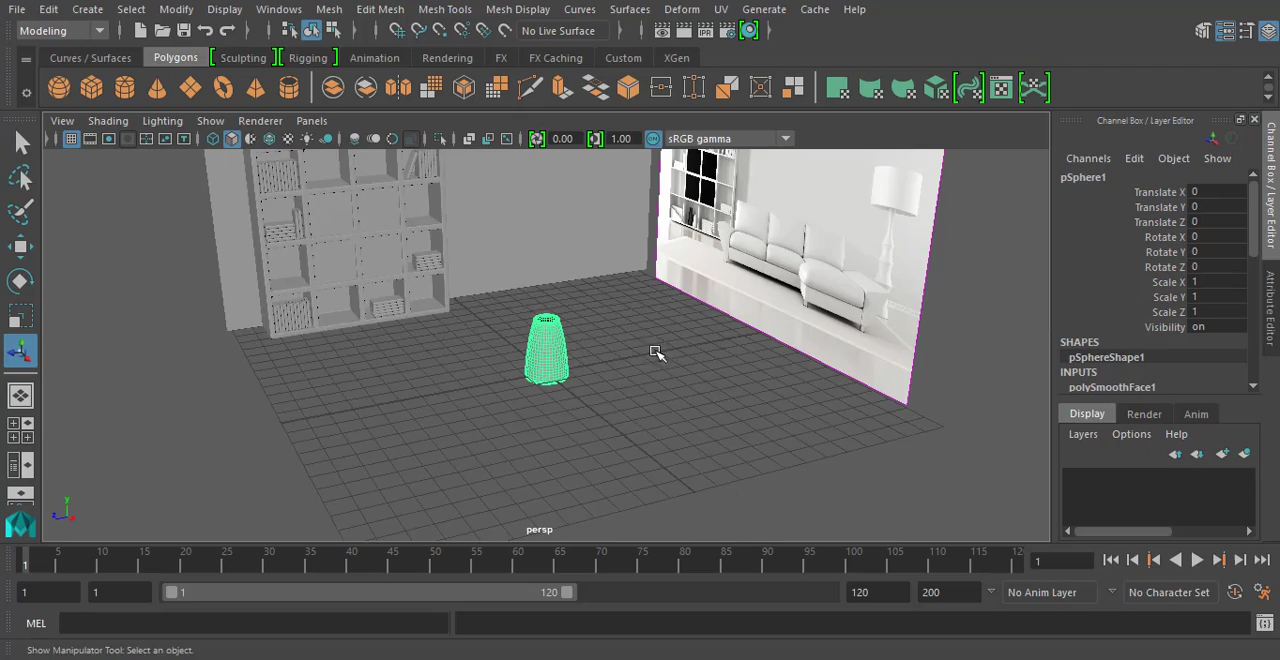 File Edit Create Select Modify Display Windows Mesh Edit Mesh Mesh Tools Mesh Display Curves Surfaces Deform UV Generate Cache Help
Modeling No Live Surface
Curves / Surfaces Polygons Sculpting Rigging Animation Rendering FX FX Caching Custom XGen
View Shading Lighting Show Renderer Panels
0.00 1.00 sRGB gamma
persp
Channel Box / Layer Editor
Channels Edit Object Show
pSphere1
Translate X 0
Translate Y 0
Translate Z 0
Rotate X 0
Rotate Y 0
Rotate Z 0
Scale X 1
Scale Y 1
Scale Z 1
Visibility on
SHAPES
pSphereShape1
INPUTS
polySmoothFace1
Display Render Anim
Layers Options Help
Channel Box / Layer Editor
Attribute Editor
5 10 15 20 25 30 35 40 45 50 55 60 65 70 75 80 85 90 95 100 105 110 115 12
1 1
1 1 1 120 120 200 No Anim Layer No Character Set
MEL
Show Manipulator Tool: Select an object.